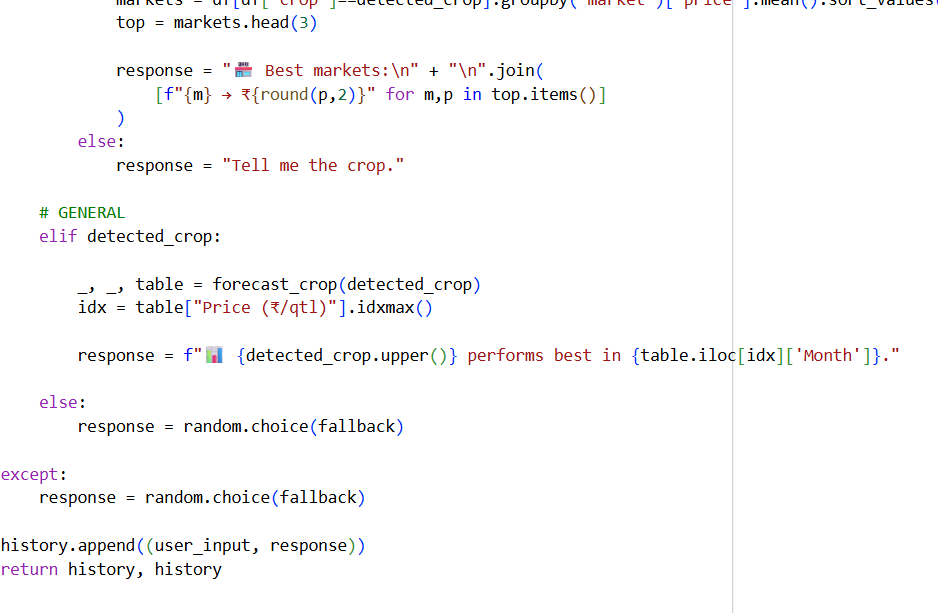 markets = df[df["crop"]==detected_crop].groupby("market")["price"].mean().sort_values(
top = markets.head(3)
response = "🏪 Best markets:\n" + "\n".join(
[f"{m} → ₹{round(p,2)}" for m,p in top.items()]
)
else:
response = "Tell me the crop."
# GENERAL
elif detected_crop:
_, _, table = forecast_crop(detected_crop)
idx = table["Price (₹/qtl)"].idxmax()
response = f"📊 {detected_crop.upper()} performs best in {table.iloc[idx]['Month']}."
else:
response = random.choice(fallback)
except:
response = random.choice(fallback)
history.append((user_input, response))
return history, history